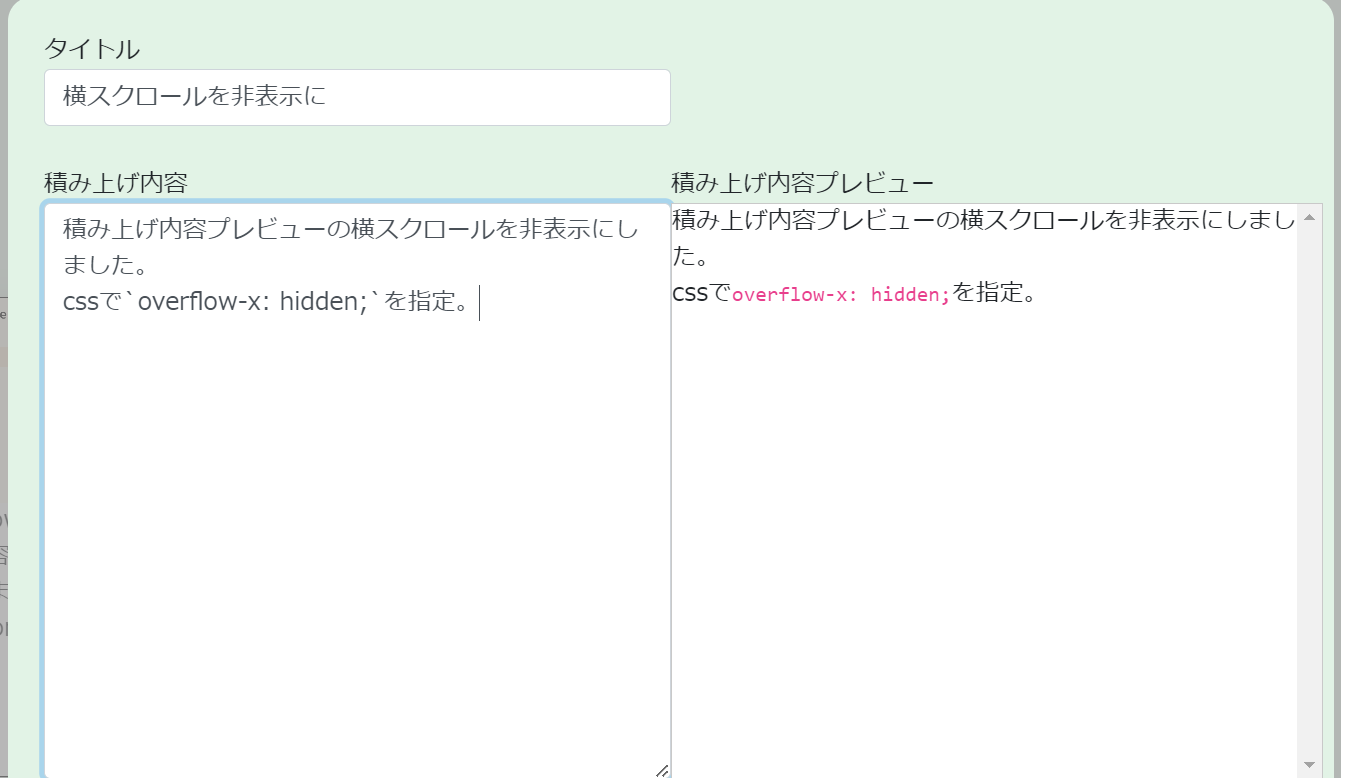 タイトル
横スクロールを非表示に
積み上げ内容
積み上げ内容プレビュー
積み上げ内容プレビューの横スクロールを非表示にし
ました。
cssで`overflow-x: hidden;`を指定。
積み上げ内容プレビューの横スクロールを非表示にしまし
た。
cssでoverflow-x: hidden;を指定。